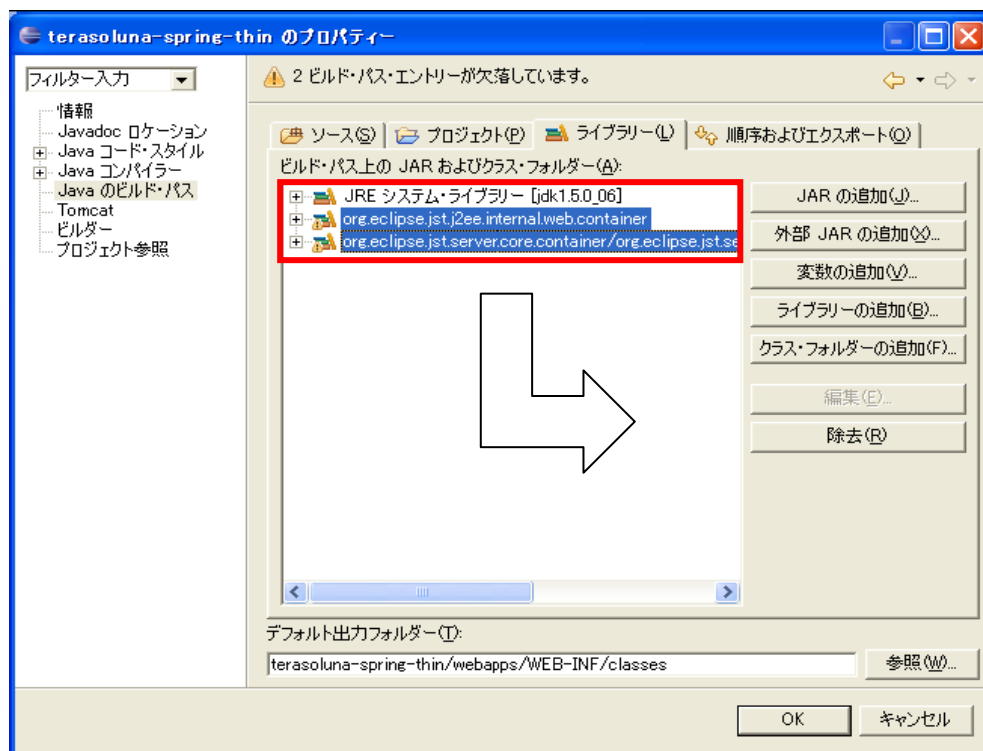 terasoluna-spring-thin のプロパティー
フィルター入力
情報
Javadoc ロケーション
Java コード・スタイル
Java コンパイラー
Java のビルド・パス
Tomcat
ビルダー
プロジェクト参照
2 ビルド・パス・エントリーが欠落しています。
ソース(S)
プロジェクト(P)
ライブラリー(L)
順序およびエクスポート(O)
ビルド・パス上の JAR およびクラス・フォルダー(A):
JRE システム・ライブラリー [jdk1.5.0_06]
org.eclipse.jst.j2ee.internal.web.container
org.eclipse.jst.server.core.container/org.eclipse.jst.se
JAR の追加(J)...
外部 JAR の追加(X)...
変数の追加(V)...
ライブラリーの追加(B)...
クラス・フォルダーの追加(F)...
編集(E)...
除去(R)
デフォルト出力フォルダー(T):
terasoluna-spring-thin/webapps/WEB-INF/classes
参照(W)...
OK
キャンセル